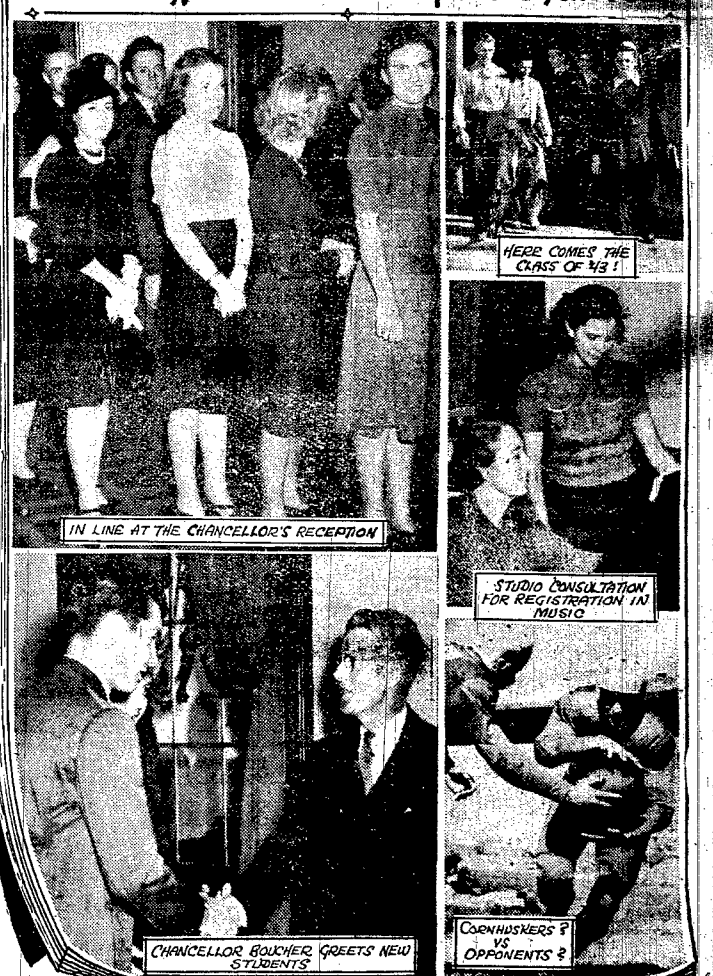 IN LINE AT THE CHANCELLOR'S RECEPTION
HERE COMES THE
CLASS OF '43!
STUDIO CONSULTATION
FOR REGISTRATION IN
MUSIC
CHANCELLOR BOUCHER GREETS NEW
STUDENTS
CORNHUSKERS?
VS
OPPONENTS?